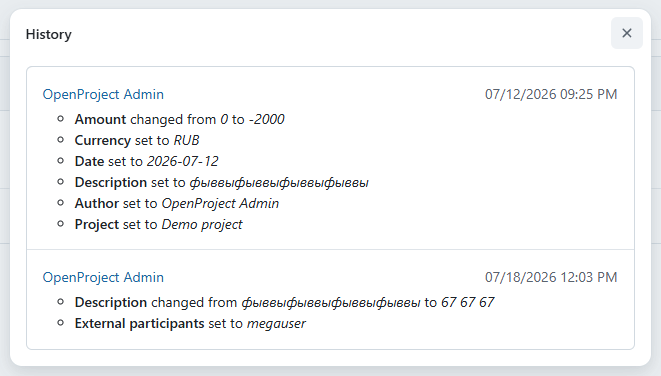 History
OpenProject Admin 07/12/2026 09:25 PM
Amount changed from 0 to -2000
Currency set to RUB
Date set to 2026-07-12
Description set to фыввыфыввыфыввыфыввы
Author set to OpenProject Admin
Project set to Demo project
OpenProject Admin 07/18/2026 12:03 PM
Description changed from фыввыфыввыфыввыфыввы to 67 67 67
External participants set to megauser